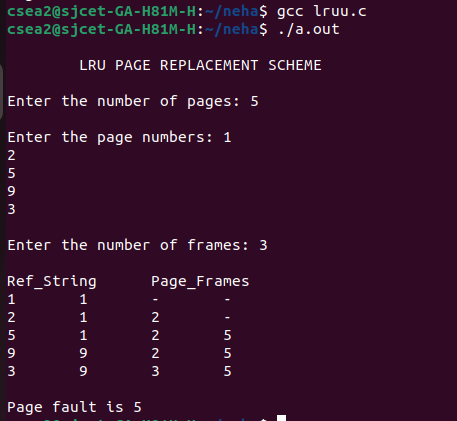 csea2@sjcet-GA-H81M-H:~/neha$ gcc lruu.c
csea2@sjcet-GA-H81M-H:~/neha$ ./a.out
LRU PAGE REPLACEMENT SCHEME
Enter the number of pages: 5
Enter the page numbers: 1
2
5
9
3
Enter the number of frames: 3
Ref_String Page_Frames
1 1 - -
2 1 2 -
5 1 2 5
9 9 2 5
3 9 3 5
Page fault is 5